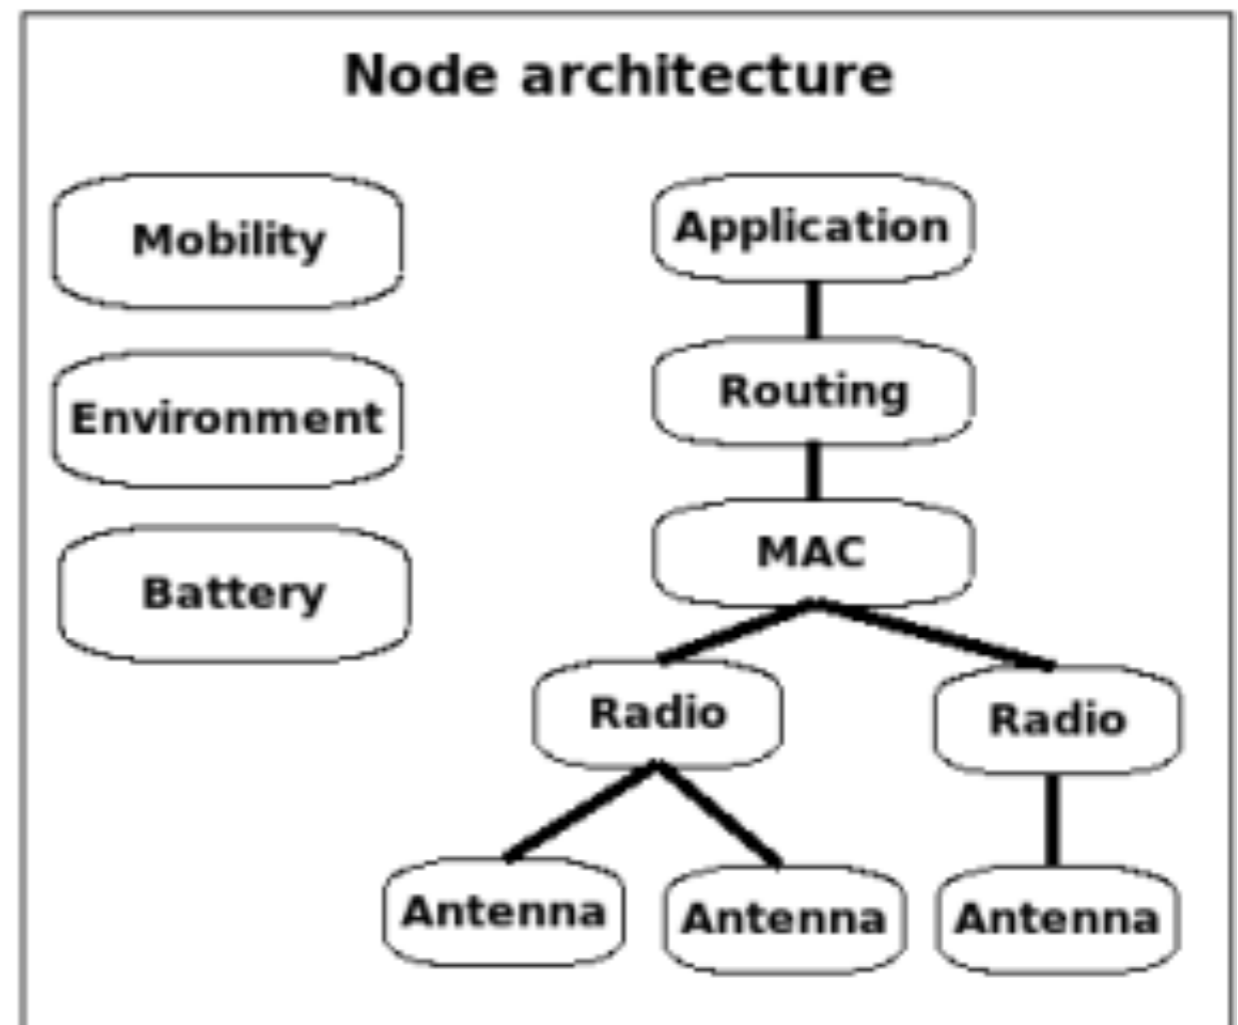 Node architecture
Mobility
Application
Environment
Routing
Battery
MAC
Radio
Radio
Antenna
Antenna
Antenna